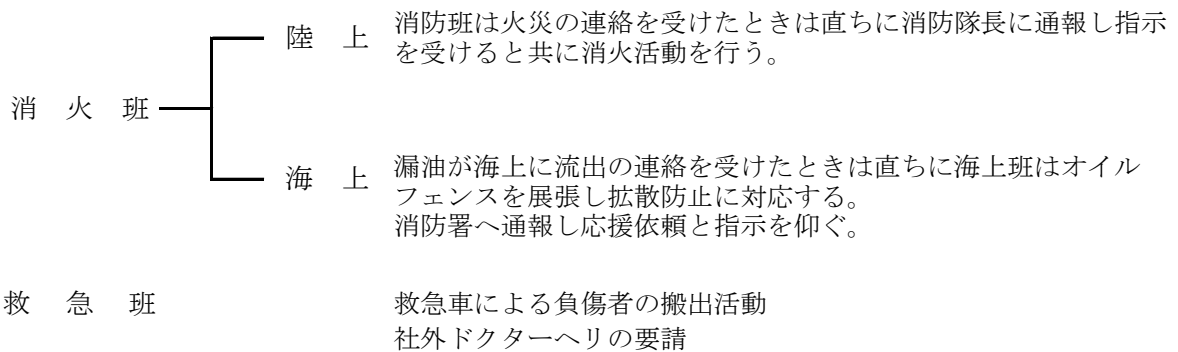 陸 上
消防班は火災の連絡を受けたときは直ちに消防隊長に通報し指示
を受けると共に消火活動を行う。
消 火 班
海 上
漏油が海上に流出の連絡を受けたときは直ちに海上班はオイル
フェンスを展張し拡散防止に対応する。
消防署へ通報し応援依頼と指示を仰ぐ。
救 急 班
救急車による負傷者の搬出活動
社外ドクターヘリの要請